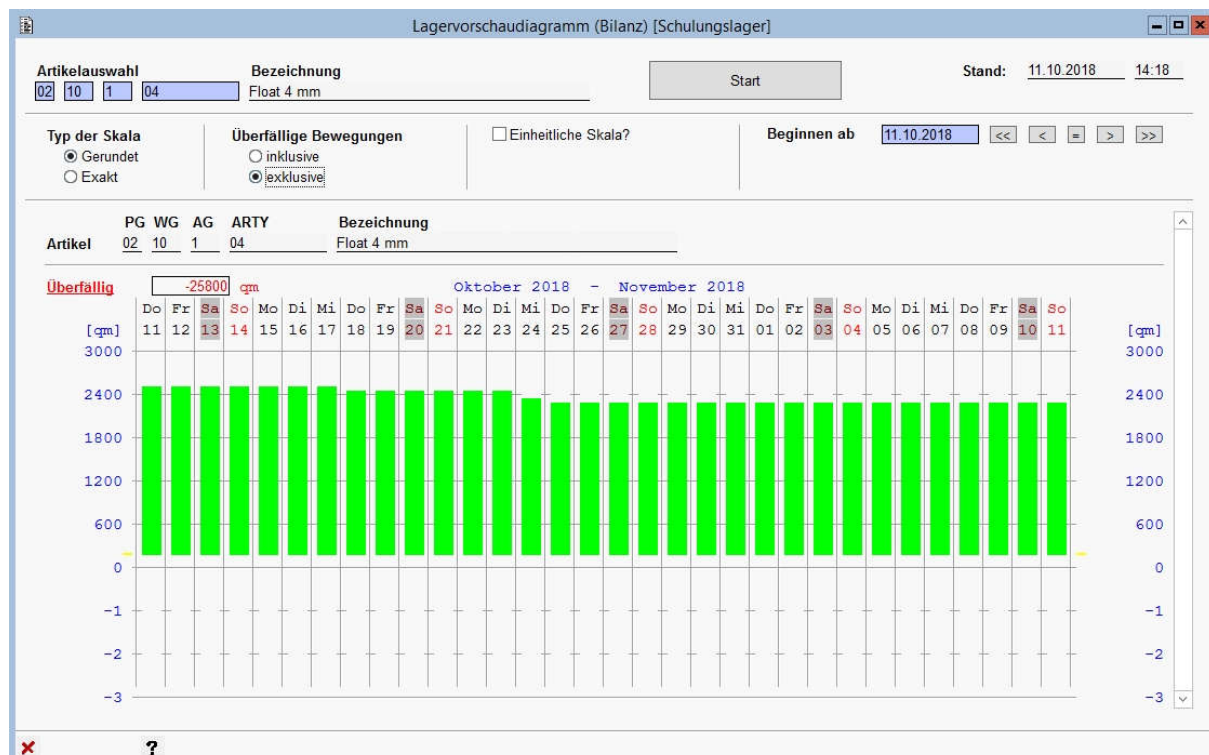 Lagervorschaudiagramm (Bilanz) [Schulungslager]
Artikelauswahl Bezeichnung Start Stand: 11.10.2018 14:18
02 10 1 04 Float 4 mm
Typ der Skala Überfällige Bewegungen Einheitliche Skala? Beginnen ab 11.10.2018 << < = > >>
Gerundet inklusive
Exakt exklusive
PG WG AG ARTY Bezeichnung
Artikel 02 10 1 04 Float 4 mm
Überfällig -25800 qm Oktober 2018 - November 2018
Do Fr Sa So Mo Di Mi Do Fr Sa So Mo Di Mi Do Fr Sa So Mo Di Mi Do Fr Sa So Mo Di Mi Do Fr Sa So
[qm] 11 12 13 14 15 16 17 18 19 20 21 22 23 24 25 26 27 28 29 30 31 01 02 03 04 05 06 07 08 09 10 11 [qm]
3000 3000
2400 2400
1800 1800
1200 1200
600 600
0 0
-1 -1
-2 -2
-3 -3
?